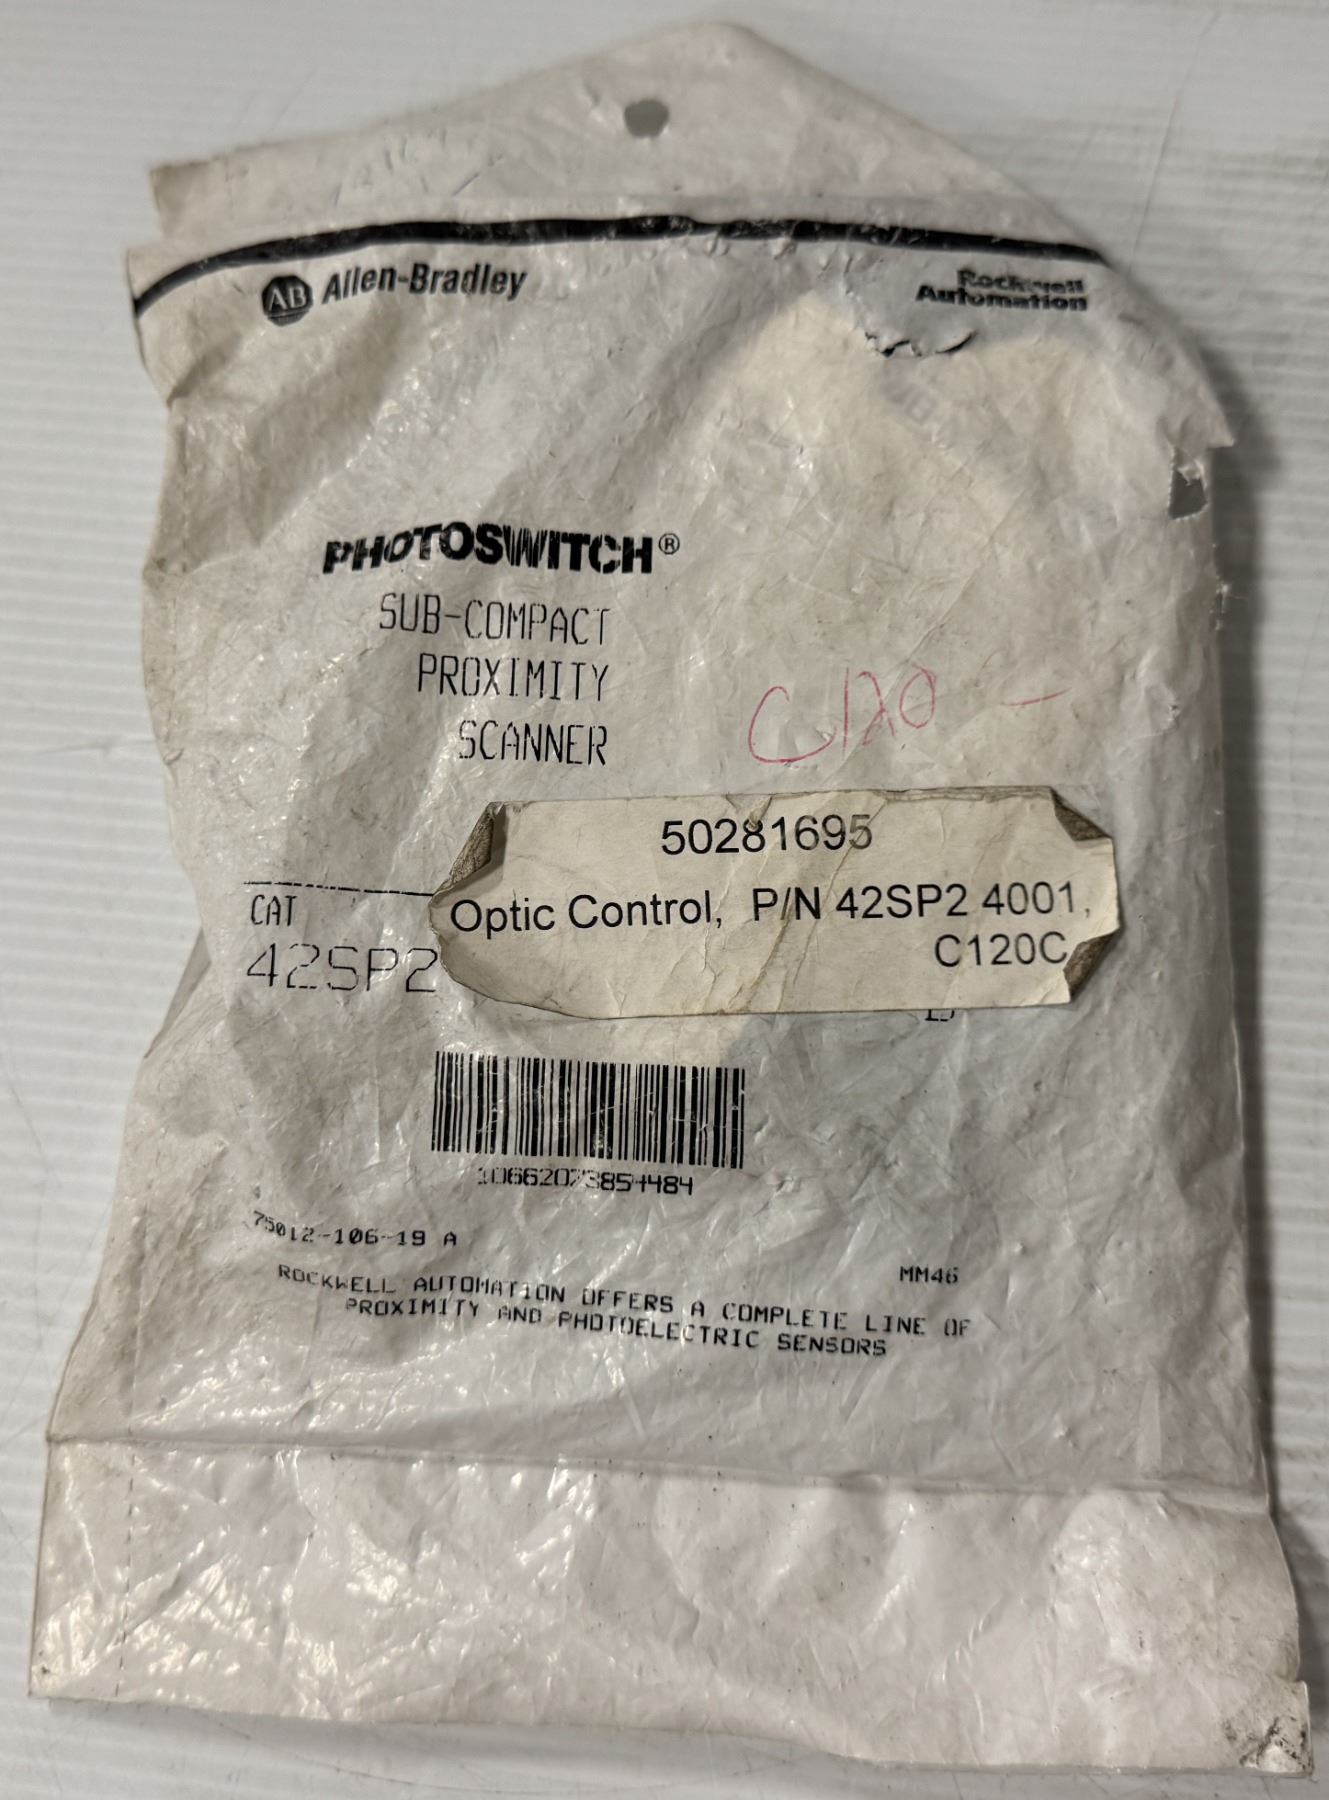 AB Allen-Bradley
Rockwell
Automation
PHOTOSWITCH®
SUB-COMPACT
PROXIMITY
SCANNER
C120 -
50281695
CAT
Optic Control, P/N 42SP2 4001,
42SP2
C120C
75012-106-19 A
MM46
ROCKWELL AUTOMATION OFFERS A COMPLETE LINE OF
PROXIMITY AND PHOTOELECTRIC SENSORS